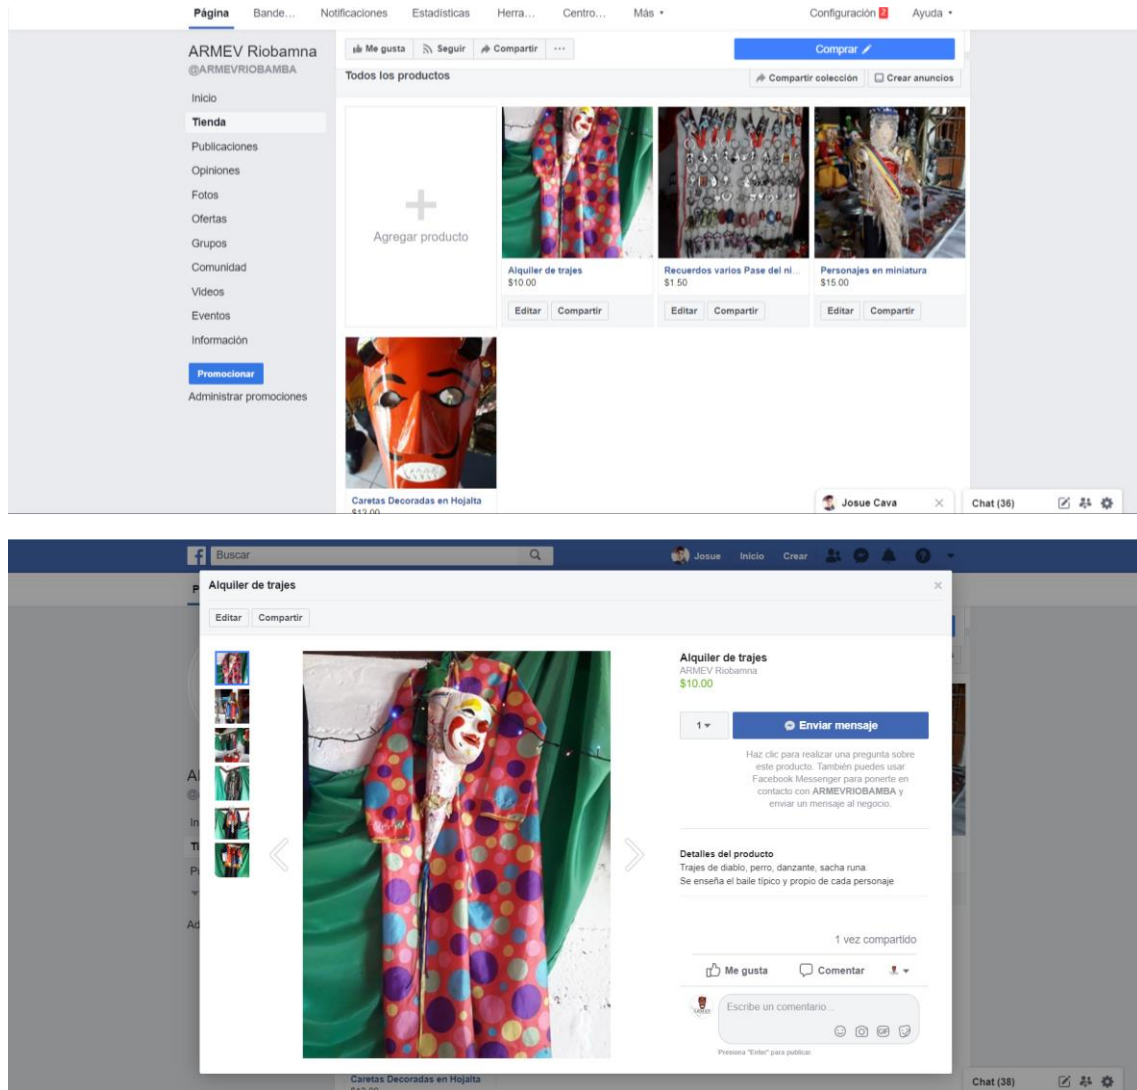 Página Bande... Notificaciones Estadísticas Herra... Centro... Más Configuración 2 Ayuda
ARMEV Riobamna
@ARMEVRIOBAMBA
Me gusta Seguir Compartir ... Comprar
Todos los productos Compartir colección Crear anuncios
Inicio
Tienda
Publicaciones
Opiniones
Fotos
Ofertas
Grupos
Comunidad
Videos
Eventos
Información
Promocionar
Administrar promociones
Agregar producto
Alquiler de trajes
$10.00
Editar Compartir
Recuerdos varios Pase del ni...
$1.50
Editar Compartir
Personajes en miniatura
$15.00
Editar Compartir
Caretas Decoradas en Hojalta
$12.00
Josue Cava Chat (36)
Buscar Josue Inicio Crear
Alquiler de trajes
Editar Compartir
Alquiler de trajes
ARMEV Riobamna
$10.00
1 Enviar mensaje
Haz clic para realizar una pregunta sobre
este producto. También puedes usar
Facebook Messenger para ponerte en
contacto con ARMEVRIOBAMBA y
enviar un mensaje al negocio.
Detalles del producto
Trajes de diablo, perro, danzante, sacha runa.
Se enseña el baile típico y propio de cada personaje
1 vez compartido
Me gusta Comentar
Escribe un comentario...
GIF
Presiona "Enter" para publicar.
Caretas Decoradas en Hojalta
Chat (38)